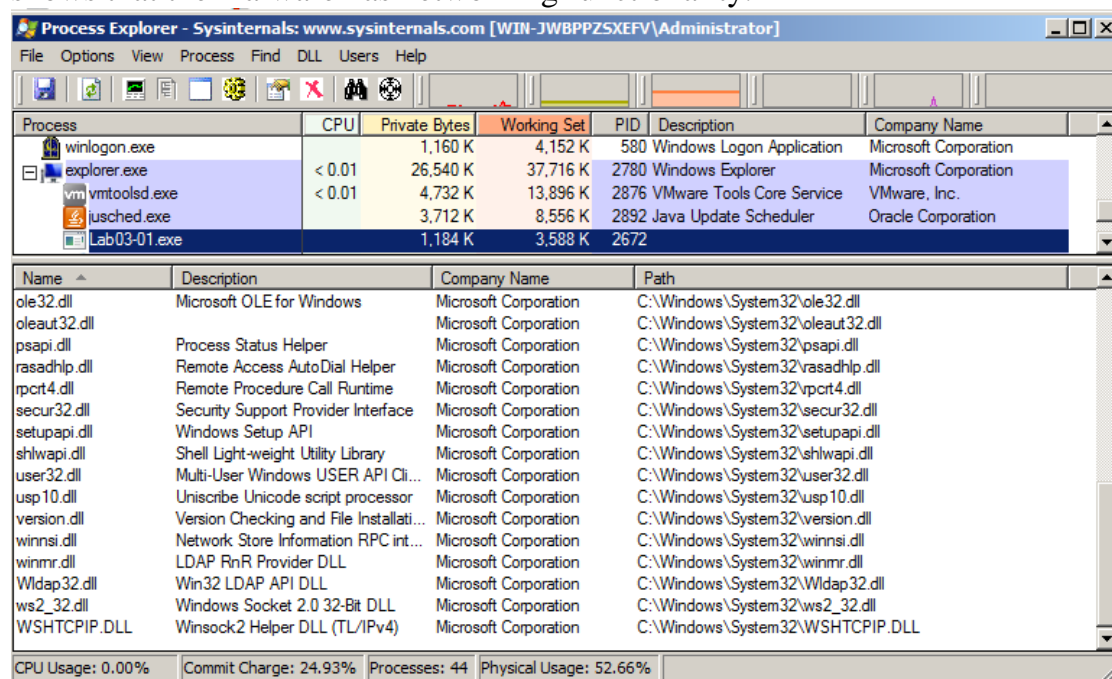 shows that the malware has networking functionality.
Process Explorer - Sysinternals: www.sysinternals.com [WIN-JWBPPZSXEFV\Administrator]
File Options View Process Find DLL Users Help
Process CPU Private Bytes Working Set PID Description Company Name
winlogon.exe 1,160 K 4,152 K 580 Windows Logon Application Microsoft Corporation
explorer.exe < 0.01 26,540 K 37,716 K 2780 Windows Explorer Microsoft Corporation
vm vmtoolsd.exe < 0.01 4,732 K 13,896 K 2876 VMware Tools Core Service VMware, Inc.
jusched.exe 3,712 K 8,556 K 2892 Java Update Scheduler Oracle Corporation
Lab03-01.exe 1,184 K 3,588 K 2672
Name Description Company Name Path
ole32.dll Microsoft OLE for Windows Microsoft Corporation C:\Windows\System32\ole32.dll
oleaut32.dll Microsoft Corporation C:\Windows\System32\oleaut32.dll
psapi.dll Process Status Helper Microsoft Corporation C:\Windows\System32\psapi.dll
rasadhlp.dll Remote Access AutoDial Helper Microsoft Corporation C:\Windows\System32\rasadhlp.dll
rpcrt4.dll Remote Procedure Call Runtime Microsoft Corporation C:\Windows\System32\rpcrt4.dll
secur32.dll Security Support Provider Interface Microsoft Corporation C:\Windows\System32\secur32.dll
setupapi.dll Windows Setup API Microsoft Corporation C:\Windows\System32\setupapi.dll
shlwapi.dll Shell Light-weight Utility Library Microsoft Corporation C:\Windows\System32\shlwapi.dll
user32.dll Multi-User Windows USER API Cli... Microsoft Corporation C:\Windows\System32\user32.dll
usp10.dll Uniscribe Unicode script processor Microsoft Corporation C:\Windows\System32\usp10.dll
version.dll Version Checking and File Installati... Microsoft Corporation C:\Windows\System32\version.dll
winnsi.dll Network Store Information RPC int... Microsoft Corporation C:\Windows\System32\winnsi.dll
winrnr.dll LDAP RnR Provider DLL Microsoft Corporation C:\Windows\System32\winrnr.dll
Wldap32.dll Win32 LDAP API DLL Microsoft Corporation C:\Windows\System32\Wldap32.dll
ws2_32.dll Windows Socket 2.0 32-Bit DLL Microsoft Corporation C:\Windows\System32\ws2_32.dll
WSHTCPIP.DLL Winsock2 Helper DLL (TL/IPv4) Microsoft Corporation C:\Windows\System32\WSHTCPIP.DLL
CPU Usage: 0.00% Commit Charge: 24.93% Processes: 44 Physical Usage: 52.66%